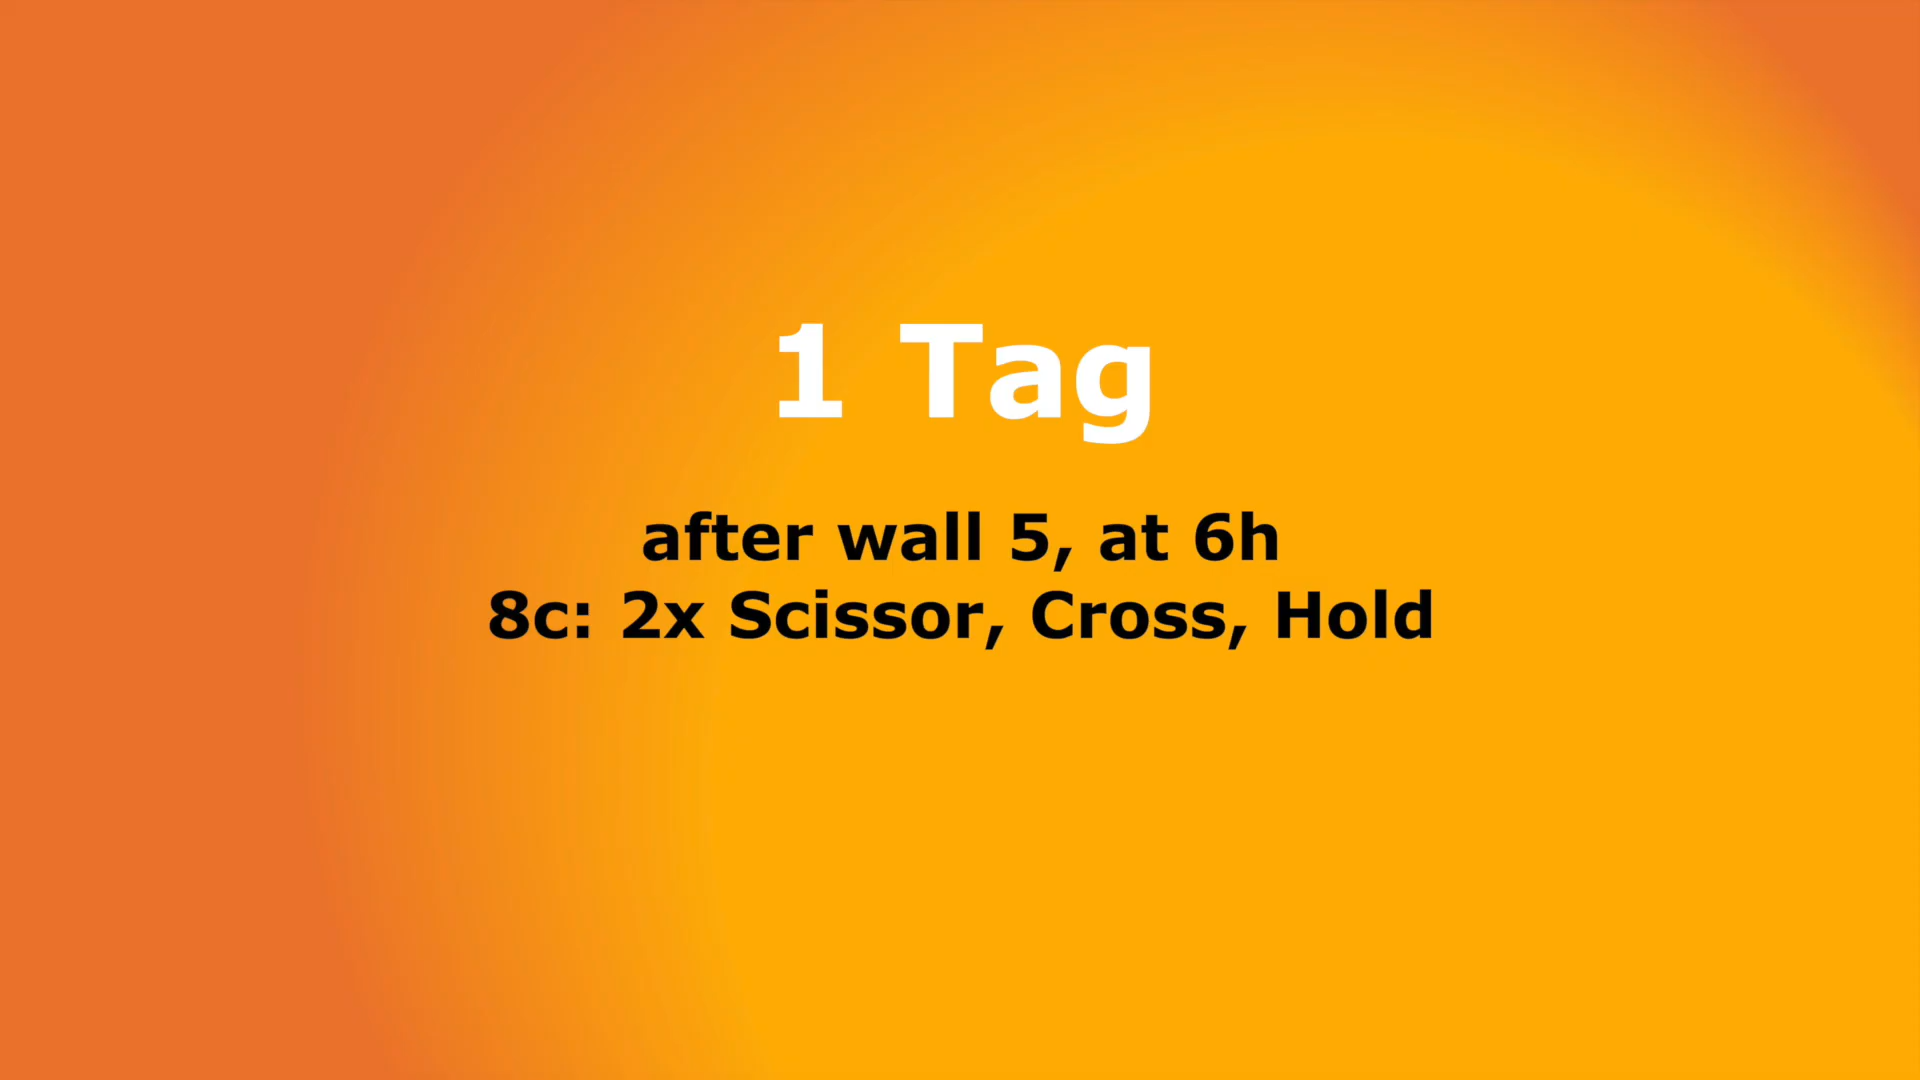 1 Tag
after wall 5, at 6h
8c: 2x Scissor, Cross, Hold